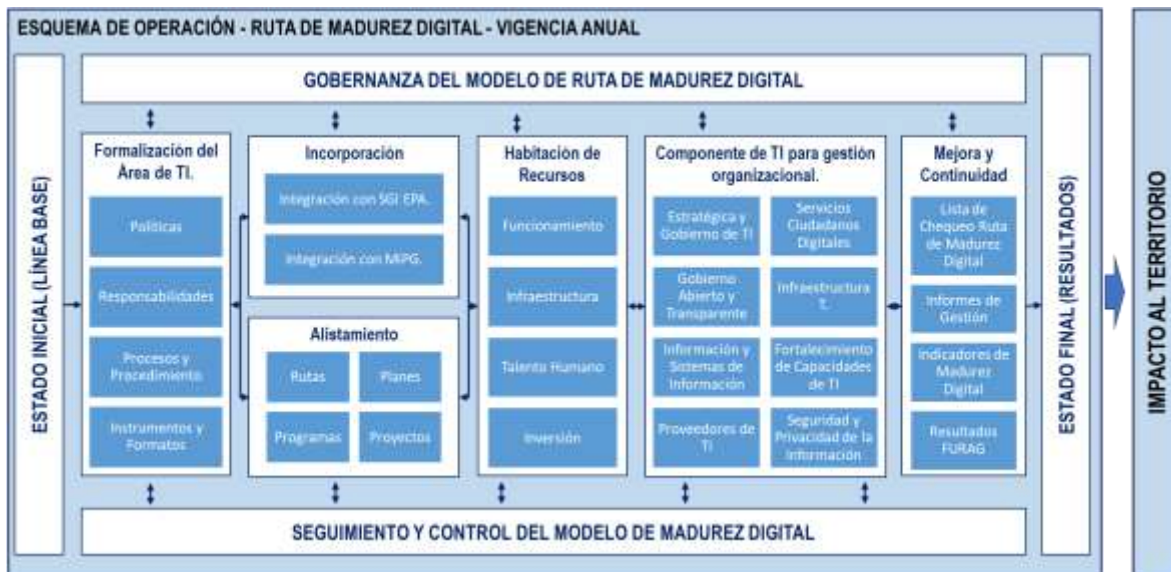 ESQUEMA DE OPERACIÓN - RUTA DE MADUREZ DIGITAL - VIGENCIA ANUAL
ESTADO INICIAL (LÍNEA BASE)
GOBERNANZA DEL MODELO DE RUTA DE MADUREZ DIGITAL
Formalización del
Área de TI.
Políticas
Responsabilidades
Procesos y
Procedimiento
Instrumentos y
Formatos
Incorporación
Integración con SGI EPA.
Integración con MIPG.
Alistamiento
Rutas
Planes
Programas
Proyectos
Habitación de
Recursos
Funcionamiento
Infraestructura
Talento Humano
Inversión
Componente de TI para gestión
organizacional.
Estratégica y
Gobierno de TI
Servicios
Ciudadanos
Digitales
Gobierno
Abierto y
Transparente
Infraestructura
T.
Información y
Sistemas de
Información
Fortalecimiento
de Capacidades
de TI
Proveedores de
TI
Seguridad y
Privacidad de la
Información
Mejora y
Continuidad
Lista de
Chequeo Ruta
de Madurez
Digital
Informes de
Gestión
Indicadores de
Madurez
Digital
Resultados
FURAG
SEGUIMIENTO Y CONTROL DEL MODELO DE MADUREZ DIGITAL
ESTADO FINAL (RESULTADOS)
IMPACTO AL TERRITORIO